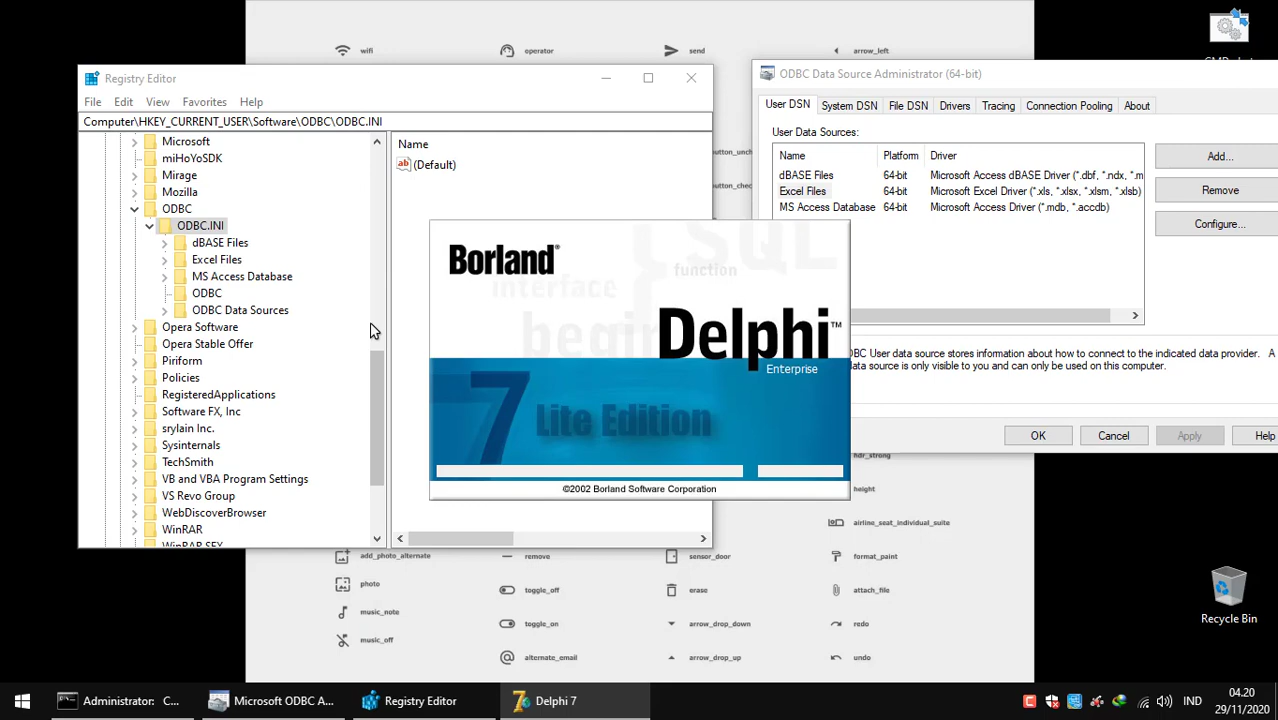 wifi
operator
send
arrow_left
Registry Editor
File Edit View Favorites Help
Computer\HKEY_CURRENT_USER\Software\ODBC\ODBC.INI
Microsoft
miHoYoSDK
Mirage
Mozilla
ODBC
ODBC.INI
dBASE Files
Excel Files
MS Access Database
ODBC
ODBC Data Sources
Opera Software
Opera Stable Offer
Piriform
Policies
RegisteredApplications
Software FX, Inc
srylain Inc.
Sysinternals
TechSmith
VB and VBA Program Settings
VS Revo Group
WebDiscoverBrowser
WinRAR
WinRAR SFX
Name
ab (Default)
ODBC Data Source Administrator (64-bit)
User DSN System DSN File DSN Drivers Tracing Connection Pooling About
User Data Sources:
Name Platform Driver
dBASE Files 64-bit Microsoft Access dBASE Driver (*.dbf, *.ndx, *.m
Excel Files 64-bit Microsoft Excel Driver (*.xls, *.xlsx, *.xlsm, *.xlsb)
MS Access Database 64-bit Microsoft Access Driver (*.mdb, *.accdb)
Add...
Remove
Configure...
BC User data source stores information about how to connect to the indicated data provider. A
ata source is only visible to you and can only be used on this computer.
OK Cancel Apply Help
Borland®
SQL
function
interface
begin
Delphi™
Enterprise
7
Lite Edition
©2002 Borland Software Corporation
hdr_strong
height
airline_seat_individual_suite
add_photo_alternate
remove
sensor_door
format_paint
photo
toggle_off
erase
attach_file
music_note
toggle_on
arrow_drop_down
redo
music_off
alternate_email
arrow_drop_up
undo
Recycle Bin
Administrator: C...
Microsoft ODBC A...
Registry Editor
Delphi 7
IND
04.20
29/11/2020